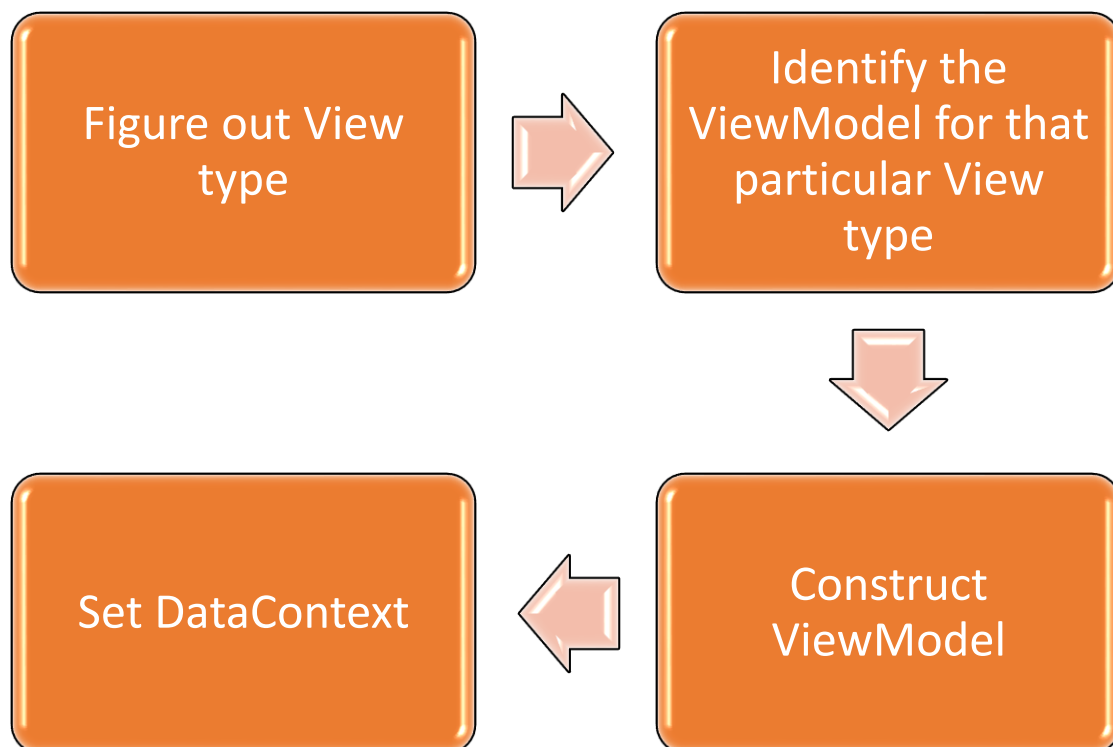 Figure out View
type
Identify the
ViewModel for that
particular View
type
Construct
ViewModel
Set DataContext